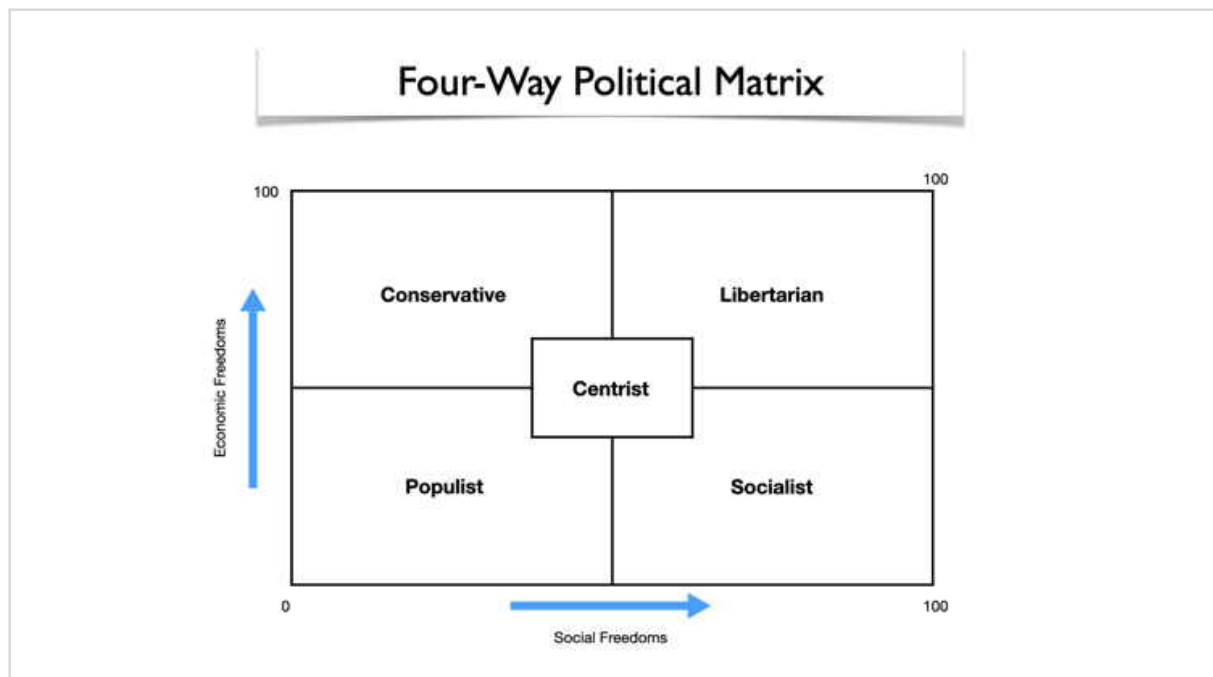 Four-Way Political Matrix
100
100
Conservative
Libertarian
Economic Freedoms
Centrist
Populist
Socialist
0
100
Social Freedoms